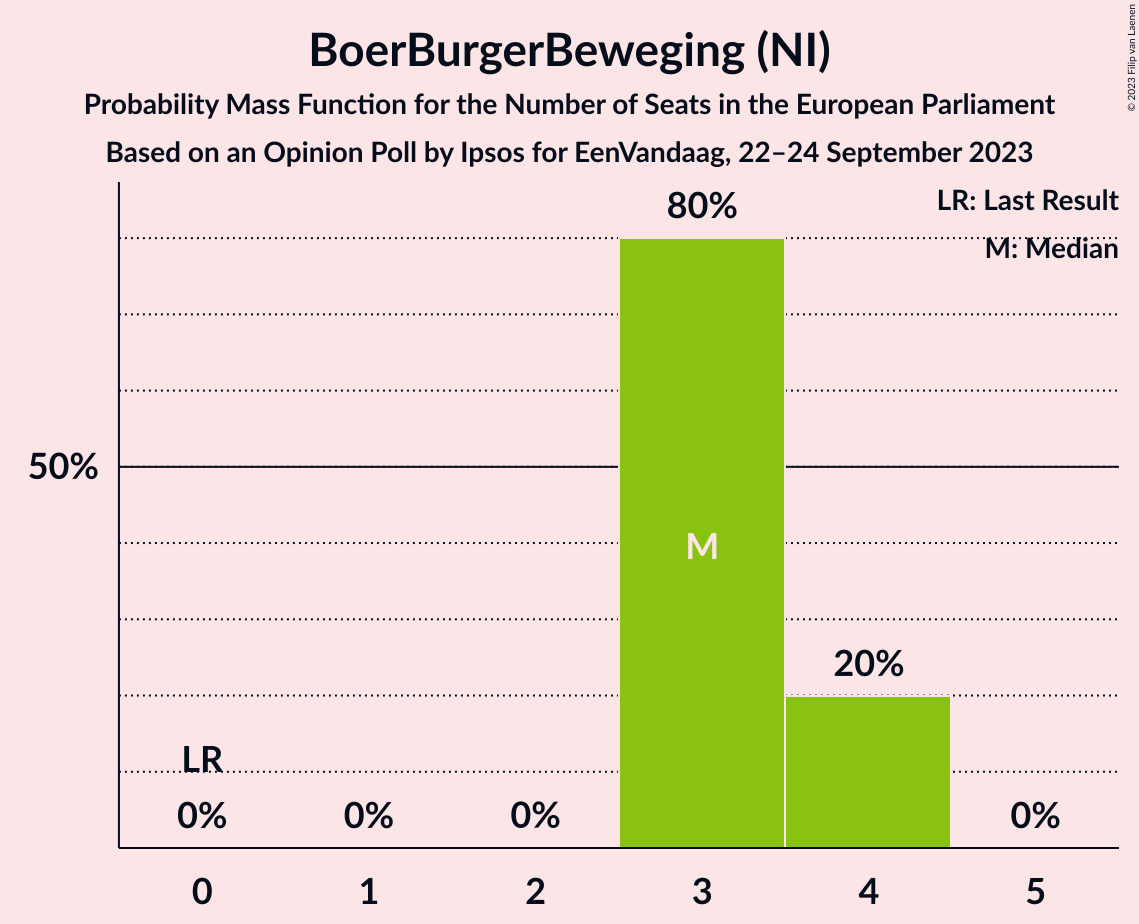 BoerBurgerBeweging (NI)
Probability Mass Function for the Number of Seats in the European Parliament
Based on an Opinion Poll by Ipsos for EenVandaag, 22–24 September 2023
© 2023 Filip van Laenen
LR: Last Result
M: Median
80%
50%
M
20%
LR
0% 0% 0% 0%
0 1 2 3 4 5